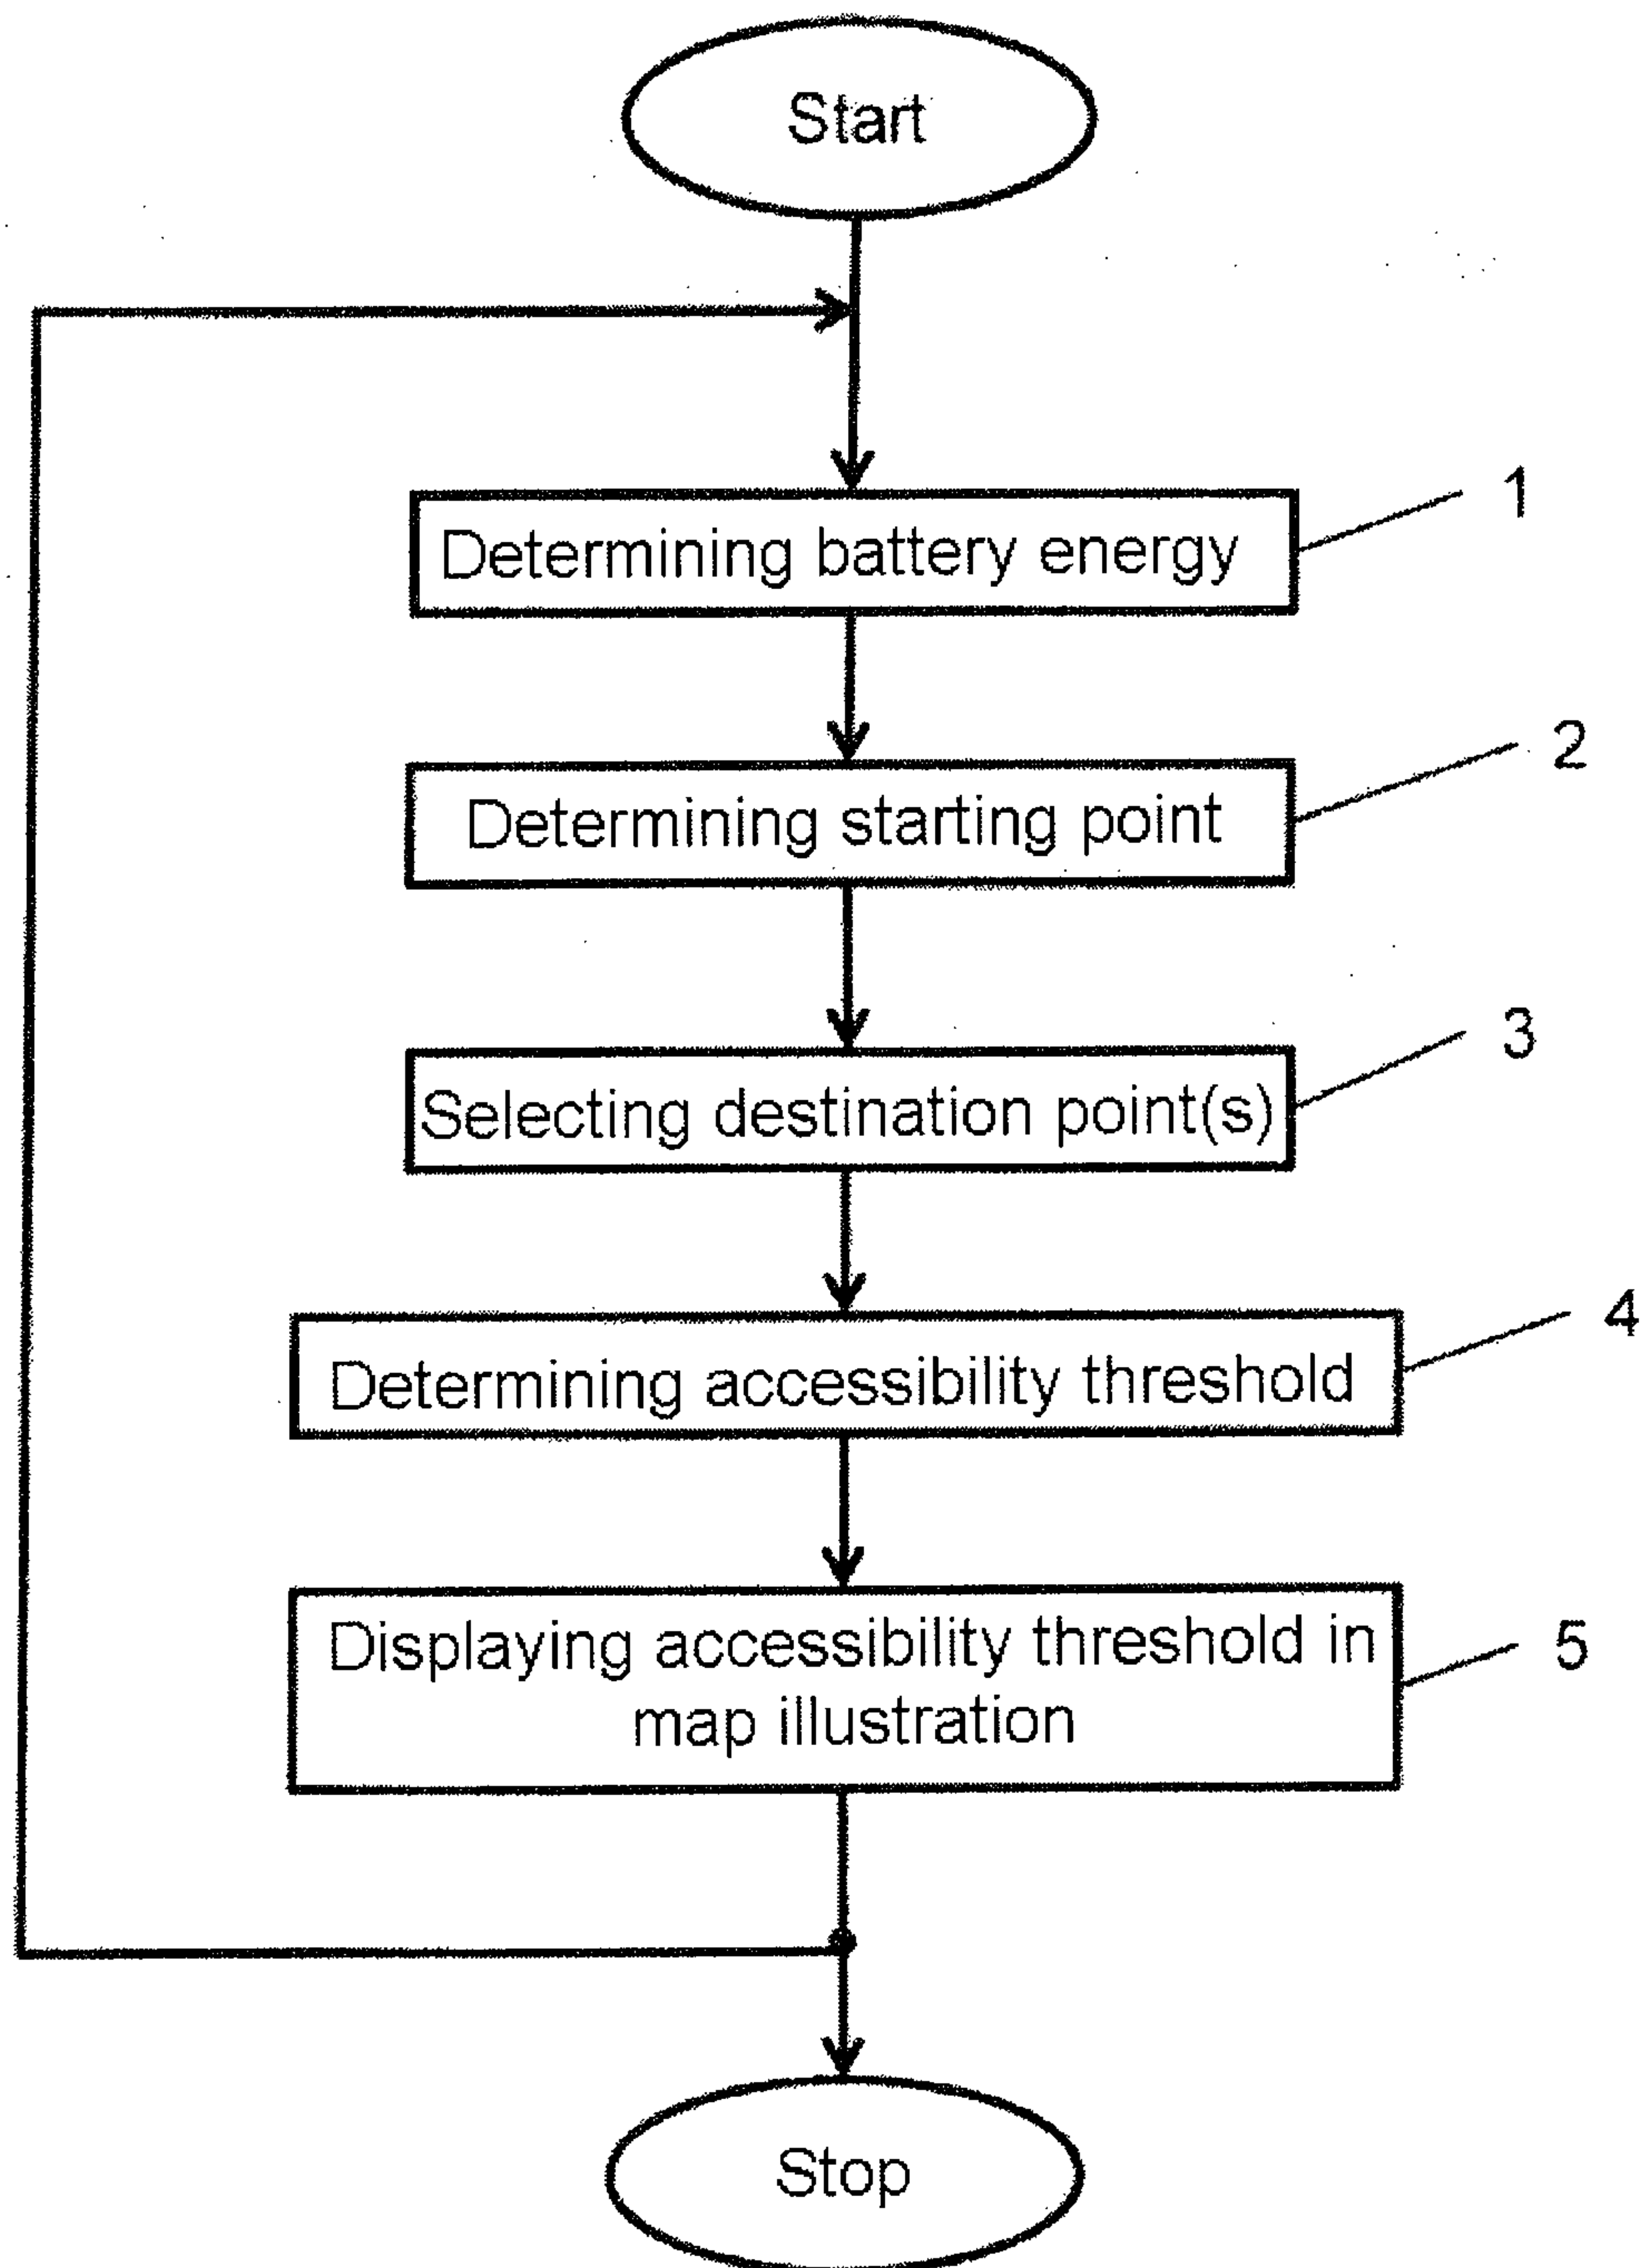 Start
Determining battery energy
1
Determining starting point
2
Selecting destination point(s)
3
Determining accessibility threshold
4
Displaying accessibility threshold in
map illustration
5
Stop